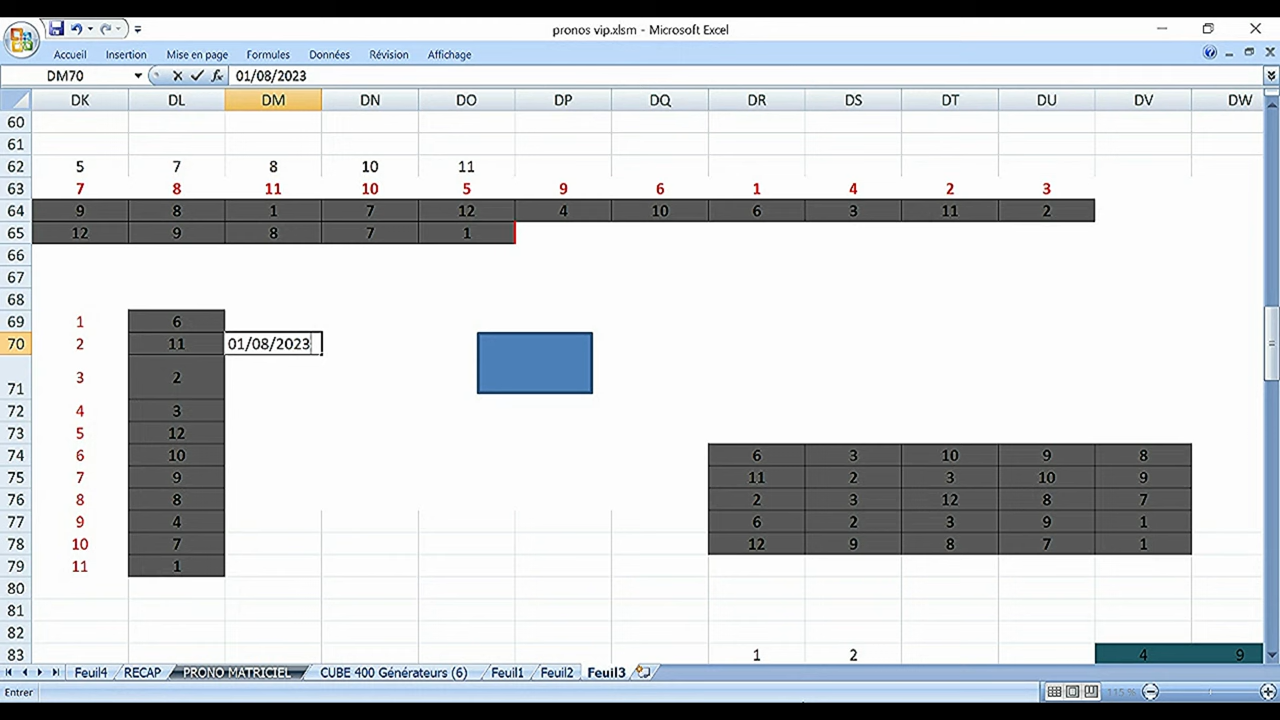 pronos vip.xlsm - Microsoft Excel
Accueil Insertion Mise en page Formules Données Révision Affichage
DM70 fx 01/08/2023
DK DL DM DN DO DP DQ DR DS DT DU DV DW
60
61
62 5 7 8 10 11
63 7 8 11 10 5 9 6 1 4 2 3
64 9 8 1 7 12 4 10 6 3 11 2
65 12 9 8 7 1
66
67
68
69 1 6
70 2 11 01/08/2023
71 3 2
72 4 3
73 5 12
74 6 10 6 3 10 9 8
75 7 9 11 2 3 10 9
76 8 8 2 3 12 8 7
77 9 4 6 2 3 9 1
78 10 7 12 9 8 7 1
79 11 1
80
81
82
83 1 2 4 9
Feuil4 RECAP PRONO MATRICIEL CUBE 400 Générateurs (6) Feuil1 Feuil2 Feuil3
Entrer 115 %